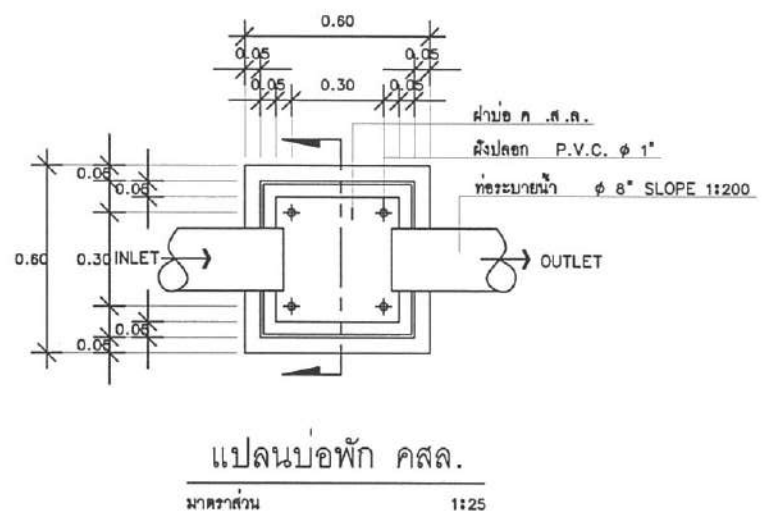 0.60
0.05 0.05
0.05 0.30 0.05
ฝาบ่อ ค .ส.ล.
ฝังปลอก P.V.C. ϕ 1"
ท่อระบายน้ำ ϕ 8" SLOPE 1:200
0.05
0.05
0.60
0.30
INLET
OUTLET
0.05
0.05
แปลนบ่อพัก คสล.
มาตราส่วน 1:25